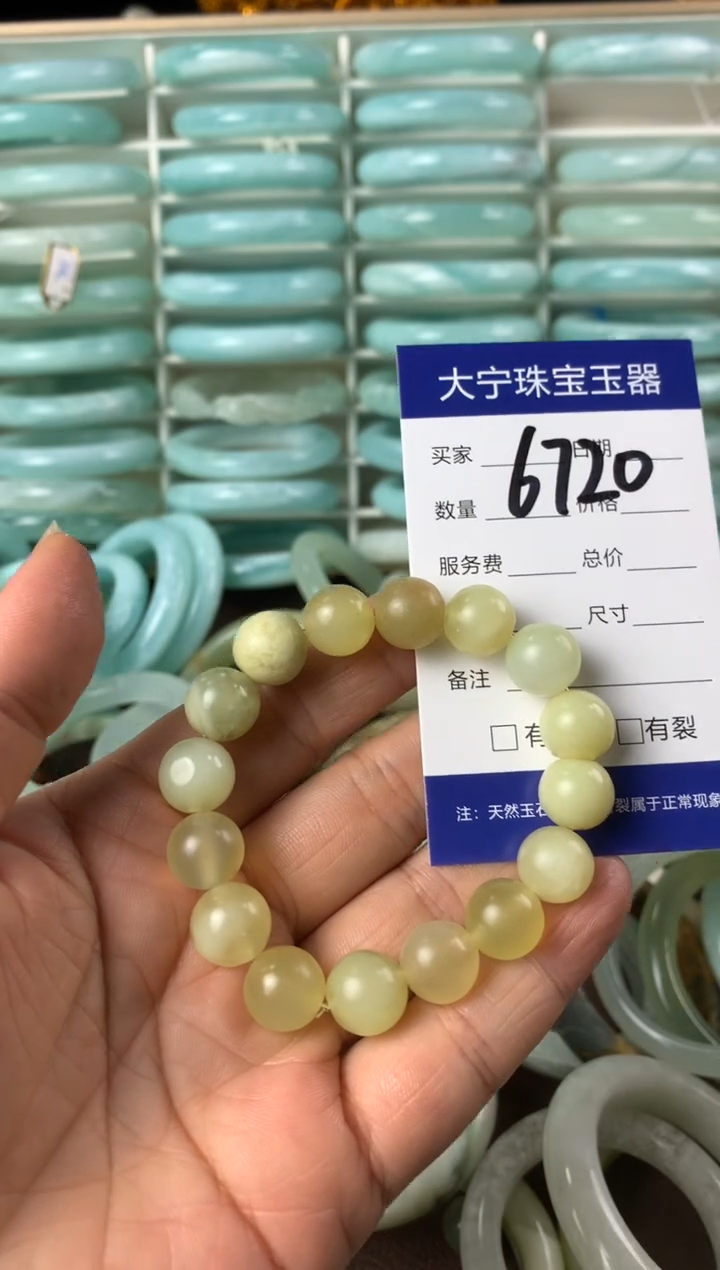 大宁珠宝玉器
买家 日期
6720
数量 价格
服务费 总价
尺寸
备注
□有 □有裂
注：天然玉石 裂属于正常现象